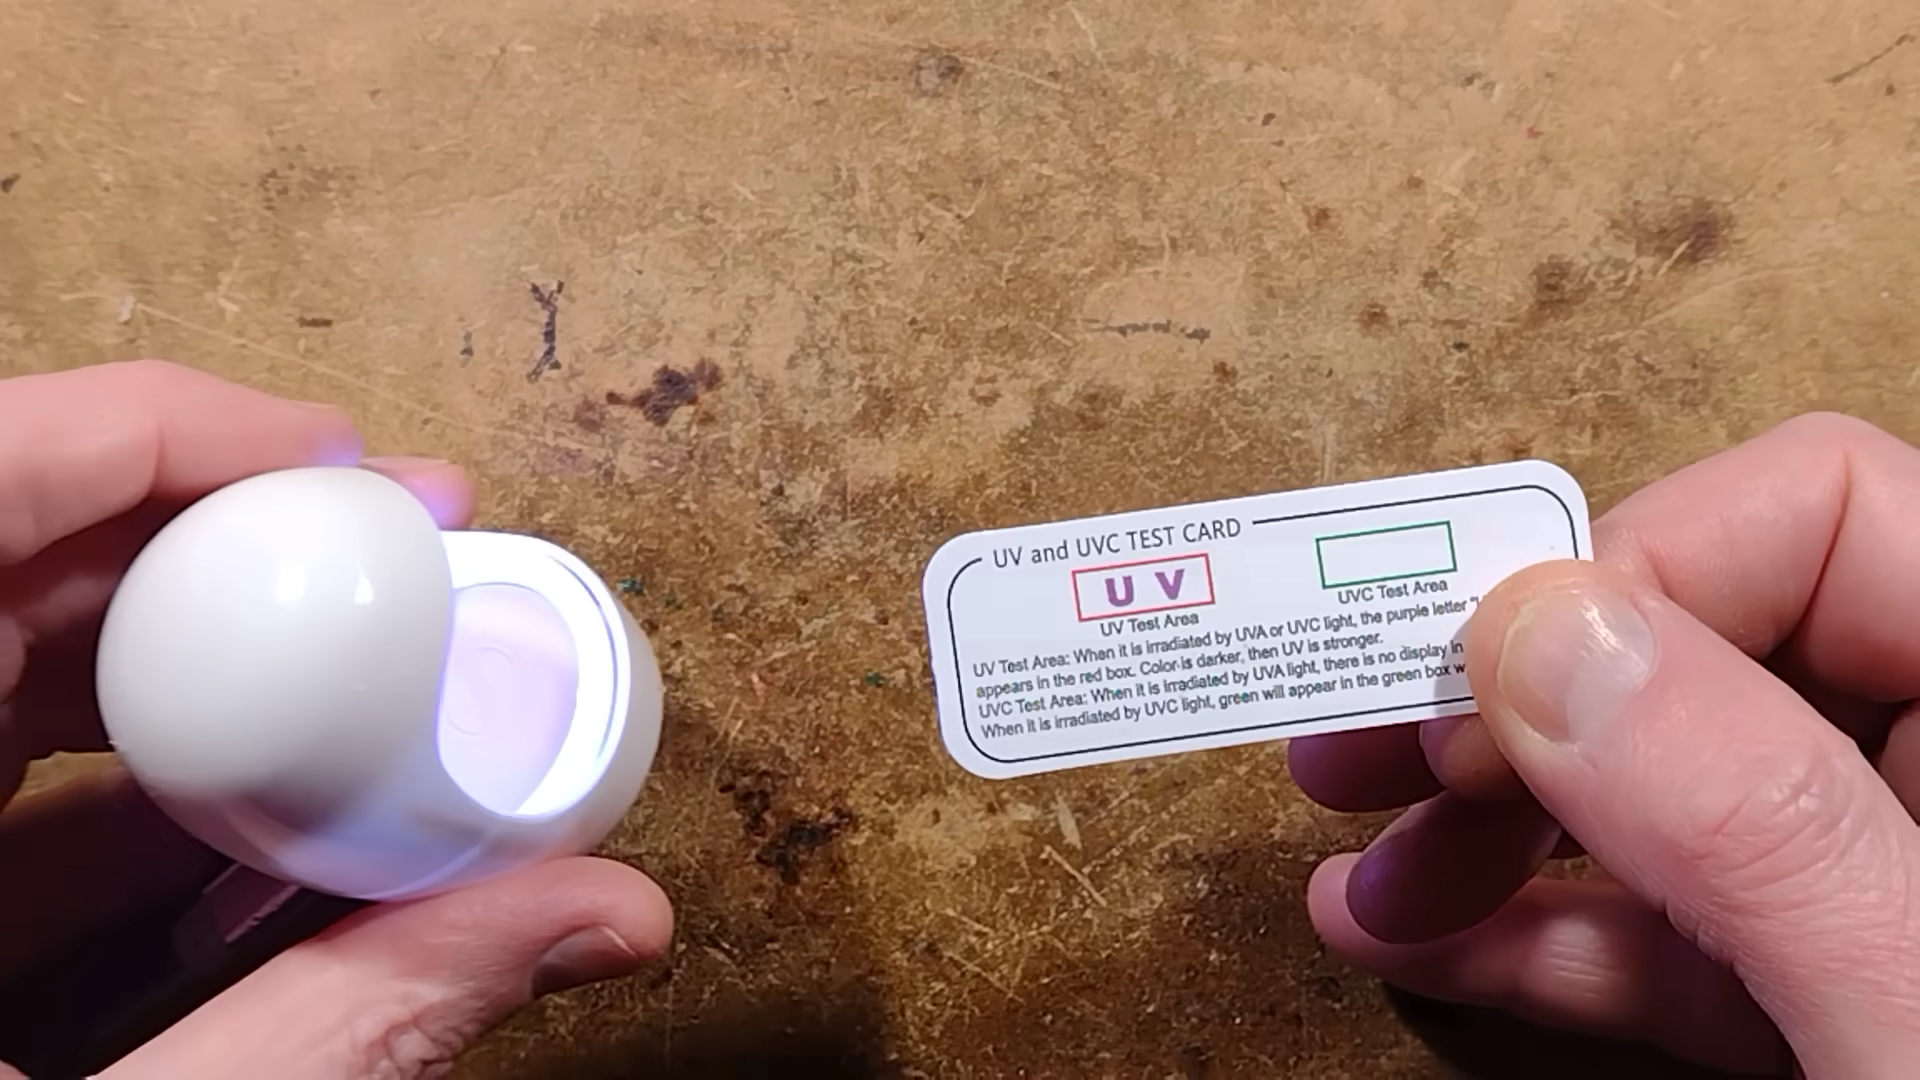 UV and UVC TEST CARD
U V
UV Test Area
UVC Test Area
UV Test Area: When it is irradiated by UVA or UVC light, the purple letter
appears in the red box. Color is darker, then UV is stronger.
UVC Test Area: When it is irradiated by UVA light, there is no display in
When it is irradiated by UVC light, green will appear in the green box